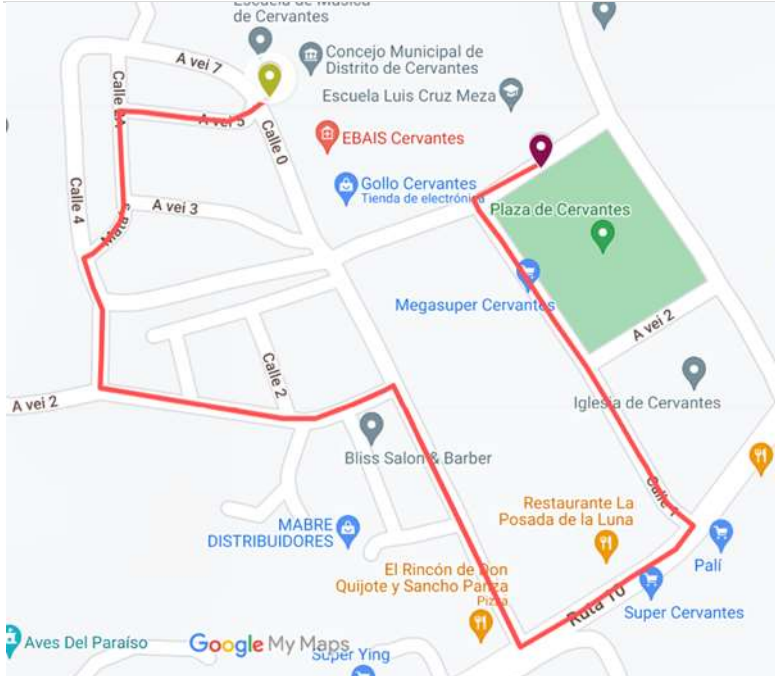 Escuela de Música
de Cervantes
A vei 7
Concejo Municipal de
Distrito de Cervantes
Calle 2A
Escuela Luis Cruz Meza
A vei 5
Calle 0
EBAIS Cervantes
Gollo Cervantes
Tienda de electrónica
Calle 4
A vei 3
Plaza de Cervantes
Mata's
Megasuper Cervantes
A vei 2
Calle 2
A vei 2
Iglesia de Cervantes
Bliss Salon & Barber
Calle 1
Restaurante La
Posada de la Luna
MABRE
DISTRIBUIDORES
Palí
El Rincón de Don
Quijote y Sancho Panza
Pizza
Ruta 10
Super Cervantes
Aves Del Paraíso
Google My Maps
Super Ying